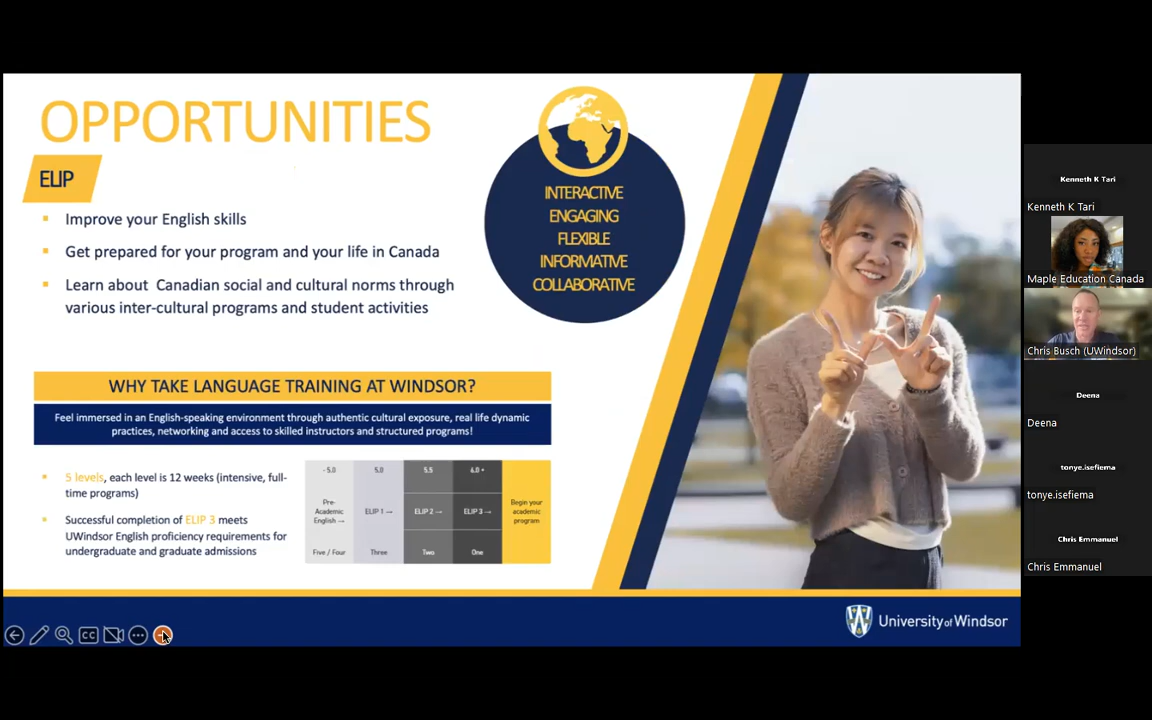 OPPORTUNITIES
ELIP
Improve your English skills
Get prepared for your program and your life in Canada
Learn about Canadian social and cultural norms through
various inter-cultural programs and student activities
INTERACTIVE
ENGAGING
FLEXIBLE
INFORMATIVE
COLLABORATIVE
WHY TAKE LANGUAGE TRAINING AT WINDSOR?
Feel immersed in an English-speaking environment through authentic cultural exposure, real life dynamic
practices, networking and access to skilled instructors and structured programs!
5 levels, each level is 12 weeks (intensive, full-
time programs)
Successful completion of ELIP 3 meets
UWindsor English proficiency requirements for
undergraduate and graduate admissions
- 5.0 5.0 5.5 6.0 +
Pre-
Academic
English →
ELIP 1 → ELIP 2 → ELIP 3 →
Begin your
academic
program
Five / Four Three Two One
University of Windsor
CC
Kenneth K Tari
Kenneth K Tari
Maple Education Canada
Chris Busch (UWindsor)
Deena
Deena
tonye.isefiema
tonye.isefiema
Chris Emmanuel
Chris Emmanuel